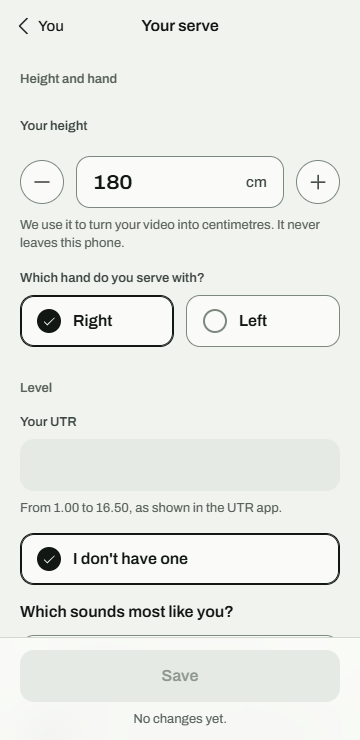 You
Your serve
Height and hand
Your height
180 cm
We use it to turn your video into centimetres. It never
leaves this phone.
Which hand do you serve with?
Right
Left
Level
Your UTR
From 1.00 to 16.50, as shown in the UTR app.
I don't have one
Which sounds most like you?
Save
No changes yet.